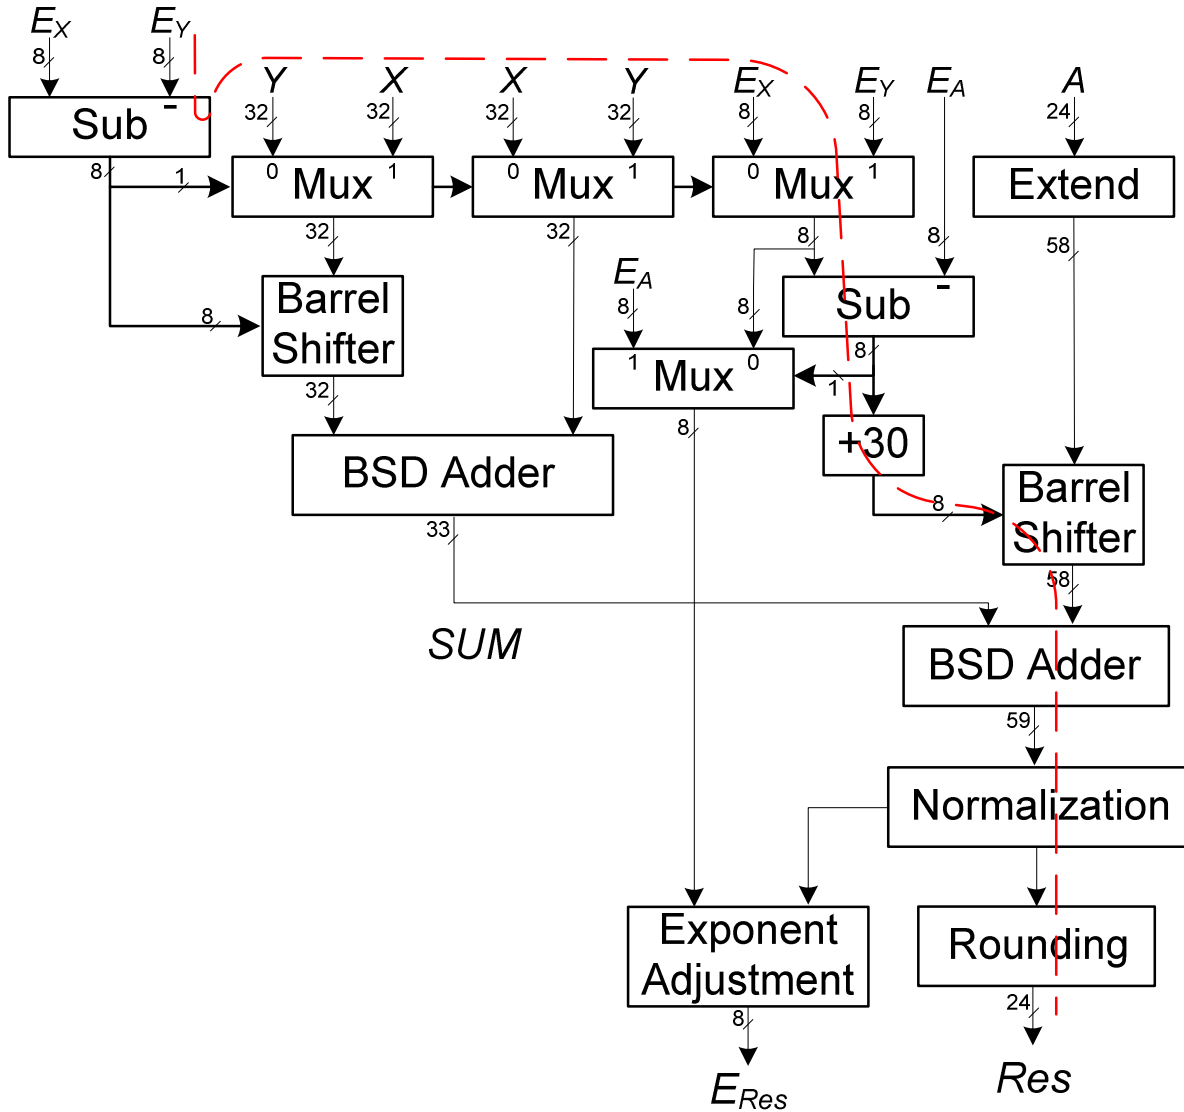 E_X E_Y
8 8
Y X X Y E_X E_Y E_A A
32 32 32 32 8 8 24
Sub -
0 Mux 1
0 Mux 1
0 Mux 1
Extend
8 1
32 32 8 8 58
E_A
Barrel
Shifter
8
8 8
Sub -
8
1 Mux 0
1
32
8
+30
BSD Adder
8
Barrel
Shifter
33
58
SUM
BSD Adder
59
Normalization
Exponent
Adjustment
Rounding
8 24
E_Res
Res